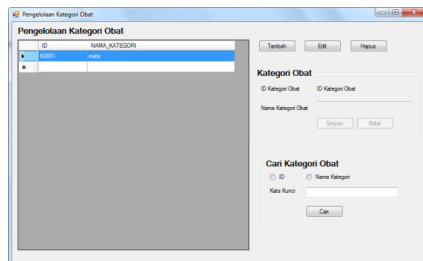 Pengelolaan Kategori Obat
Pengelolaan Kategori Obat
ID NAMA_KATEGORI
K0001 mata
Tambah Edit Hapus
Kategori Obat
ID Kategori Obat ID Kategori Obat
Nama Kategori Obat
Simpan Batal
Cari Kategori Obat
ID Nama Kategori
Kata Kunci
Cari